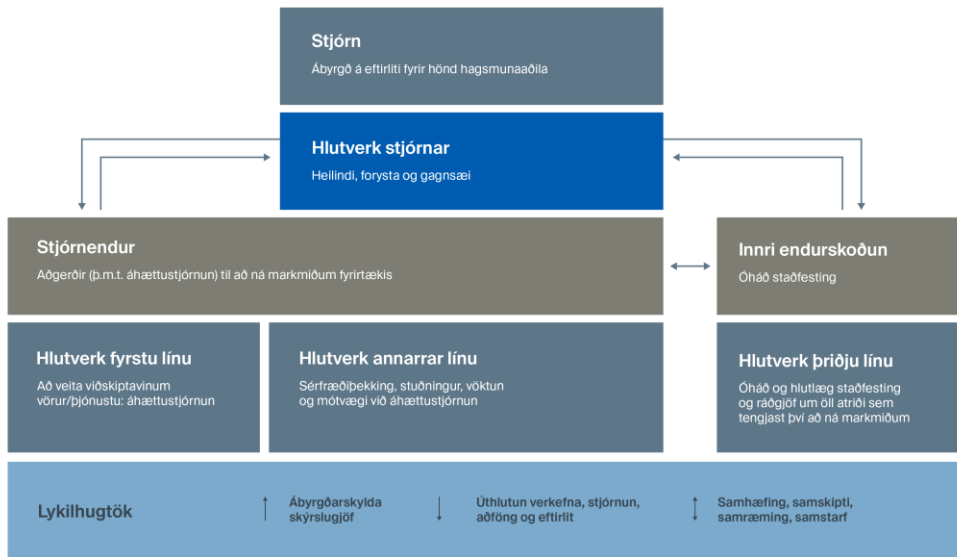 Stjórn
Ábyrgð á eftirliti fyrir hönd hagsmunaaðila
Hlutverk stjórnar
Heilindi, forysta og gagnsæi
Stjórnendur
Aðgerðir (þ.m.t. áhættustjórnun) til að ná markmiðum fyrirtækis
Innri endurskoðun
Óháð staðfesting
Hlutverk fyrstu línu
Að veita viðskiptavinum
vörur/þjónustu: áhættustjórnun
Hlutverk annarrar línu
Sérfræðiþekking, stuðningur, vöktun
og mótvægi við áhættustjórnun
Hlutverk þriðju línu
Óháð og hlutlæg staðfesting
og ráðgjöf um öll atriði sem
tengjast því að ná markmiðum
Lykilhugtök
Ábyrgðarskylda
skýrslugjöf
Úthlutun verkefna, stjórnun,
aðföng og eftirlit
Samhæfing, samskipti
samræming, samstarf